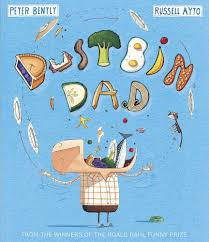 PETER BENTLY RUSSELL AYTO
DUSTBIN
DAD
FROM THE WINNERS OF THE ROALD DAHL FUNNY PRIZE